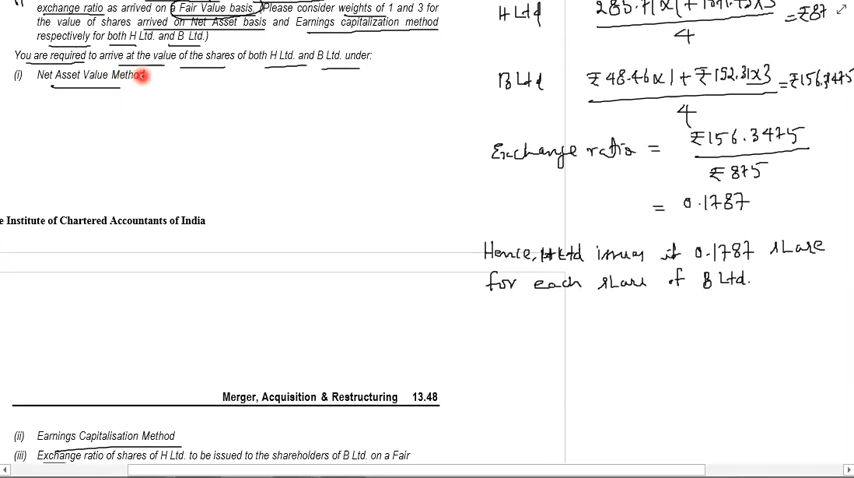 exchange ratio as arrived on a Fair Value basis. (Please consider weights of 1 and 3 for
the value of shares arrived on Net Asset basis and Earnings capitalization method
respectively for both H Ltd. and B Ltd.)
You are required to arrive at the value of the shares of both H Ltd. and B Ltd. under:
(i) Net Asset Value Method
e Institute of Chartered Accountants of India
Merger, Acquisition & Restructuring 13.48
(ii) Earnings Capitalisation Method
(iii) Exchange ratio of shares of H Ltd. to be issued to the shareholders of B Ltd. on a Fair
H Ltd
4
= ₹87
B Ltd ₹48.46x1 + ₹152.31x3 = ₹156.3475
4
Exchange ratio = ₹156.3475
₹875
= 0.1787
Hence, H Ltd issues 0.1787 share
for each share of B Ltd.